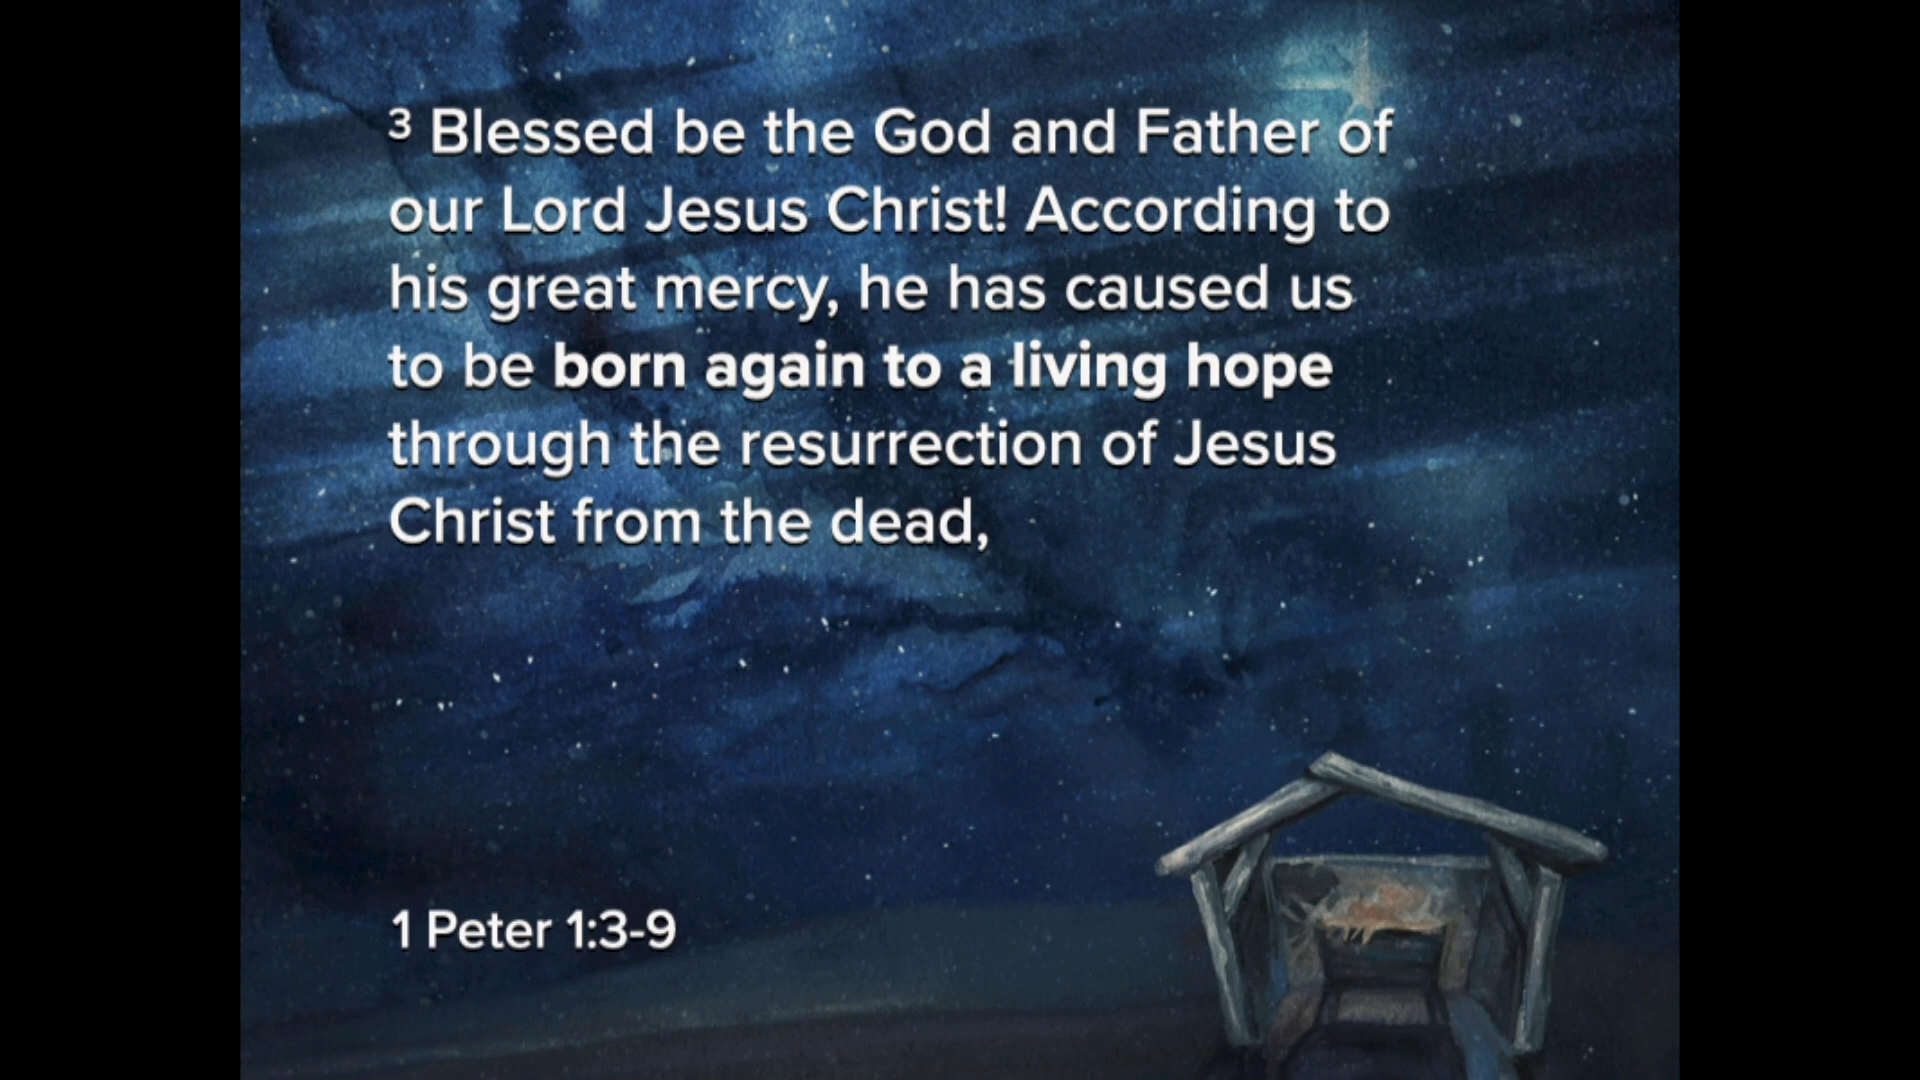 3 Blessed be the God and Father of
our Lord Jesus Christ! According to
his great mercy, he has caused us
to be born again to a living hope
through the resurrection of Jesus
Christ from the dead,
1 Peter 1:3-9